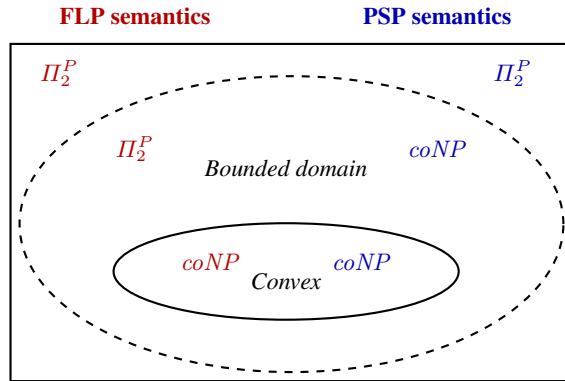 FLP semantics PSP semantics
Π₂ᴾ Π₂ᴾ
Π₂ᴾ coNP
Bounded domain
coNP coNP
Convex